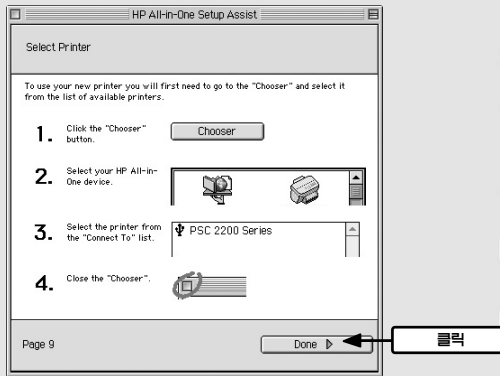 HP All-in-One Setup Assist
Select Printer
To use your new printer you will first need to go to the "Chooser" and select it
from the list of available printers.
1. Click the "Chooser"
button.
Chooser
2. Select your HP All-in-
One device.
3. Select the printer from
the "Connect To" list.
PSC 2200 Series
4. Close the "Chooser".
Page 9
Done
클릭